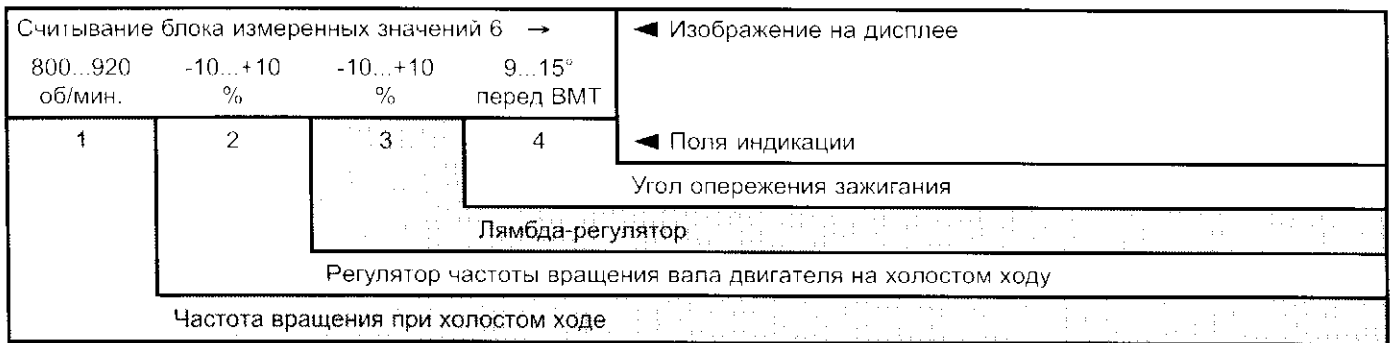 Считывание блока измеренных значений 6 → ◄ Изображение на дисплее
800...920 -10...+10 -10...+10 9...15°
об/мин. % % перед ВМТ
1 2 3 4 ◄ Поля индикации
Угол опережения зажигания
Лямбда-регулятор
Регулятор частоты вращения вала двигателя на холостом ходу
Частота вращения при холостом ходе